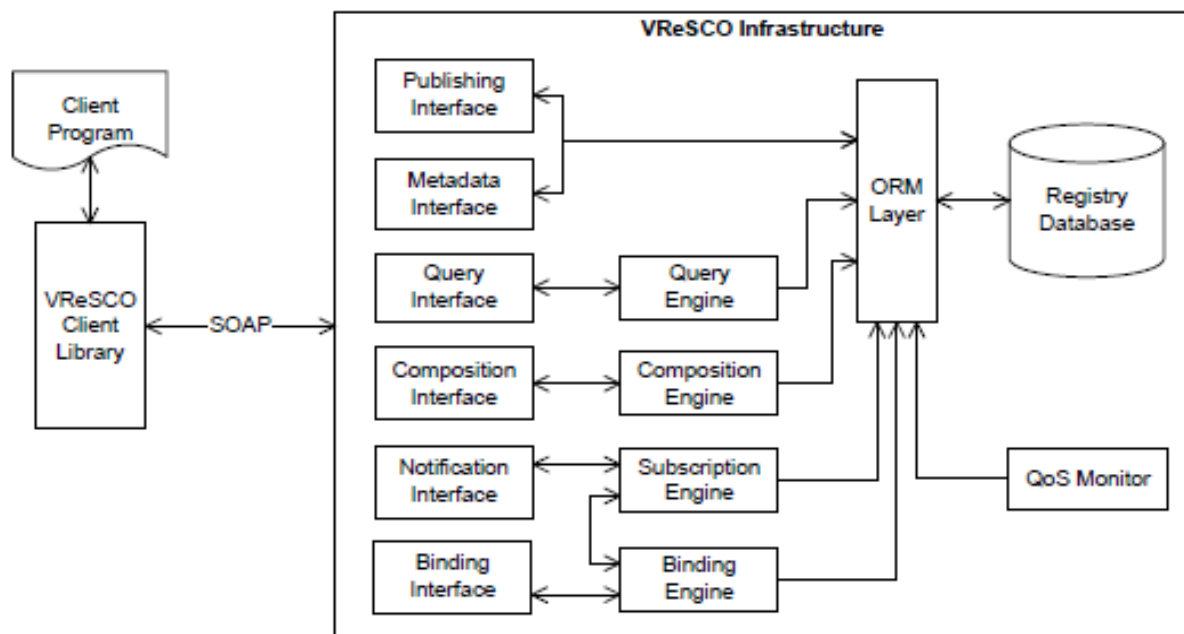 VReSCO Infrastructure
Client
Program
VReSCO
Client
Library
SOAP
Publishing
Interface
Metadata
Interface
Query
Interface
Composition
Interface
Notification
Interface
Binding
Interface
Query
Engine
Composition
Engine
Subscription
Engine
Binding
Engine
ORM
Layer
Registry
Database
QoS Monitor